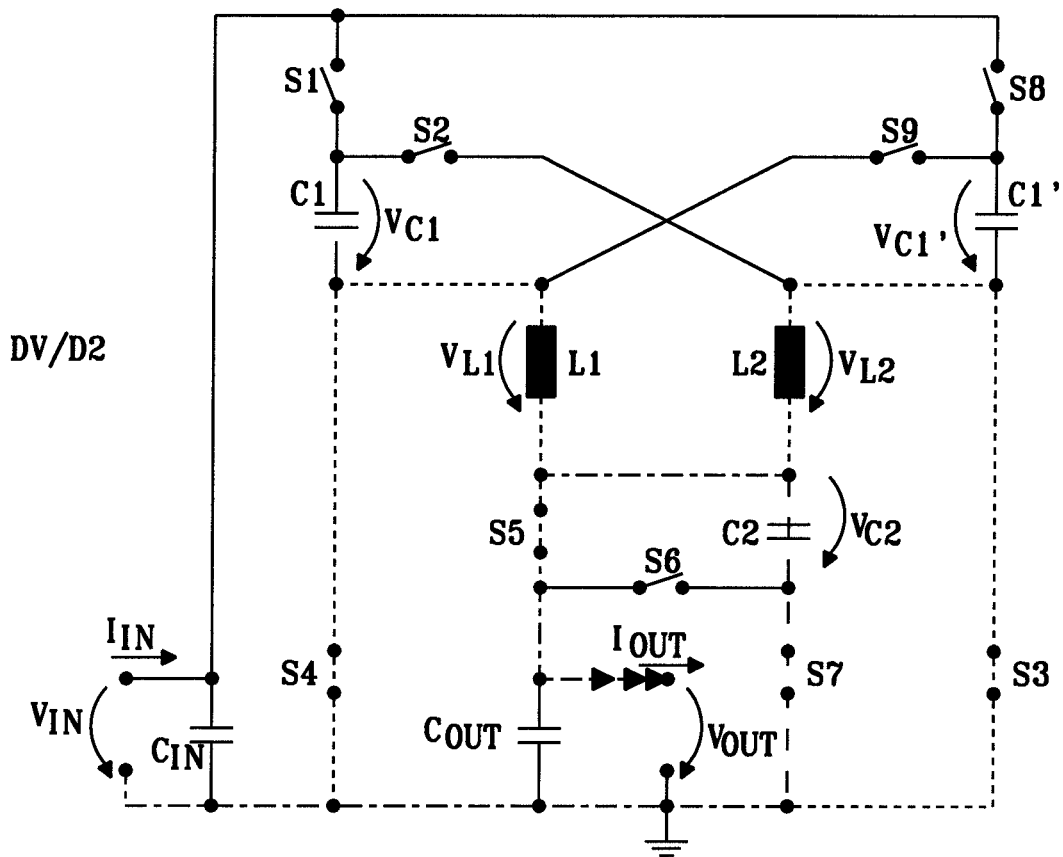 S1
S8
S2
S9
C1
VC1
C1'
VC1'
DV/D2
VL1
L1
L2
VL2
S5
C2
VC2
S6
IIN
IOUT
S4
S7
S3
VIN
CIN
COUT
VOUT